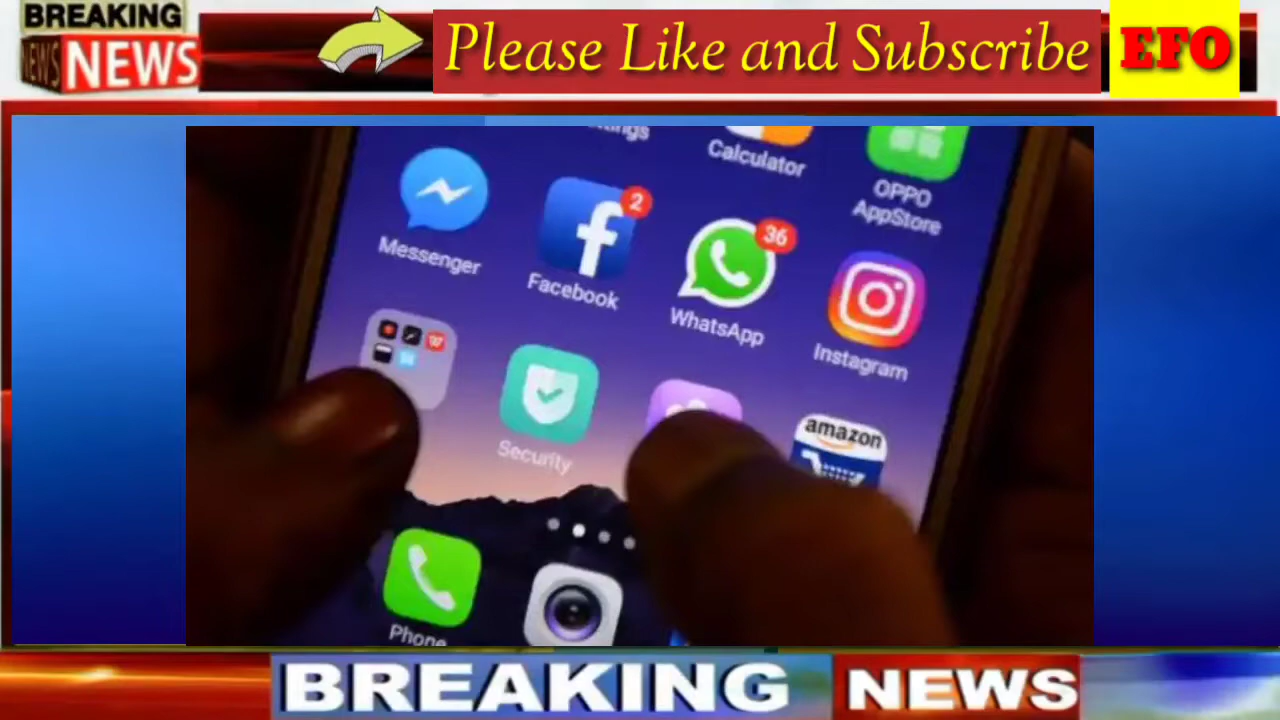 BREAKING
NEWS NEWS
Please Like and Subscribe
EFO
Calculator
OPPO
AppStore
Messenger
2
Facebook
36
WhatsApp
Instagram
Security
amazon
Phone
BREAKING NEWS